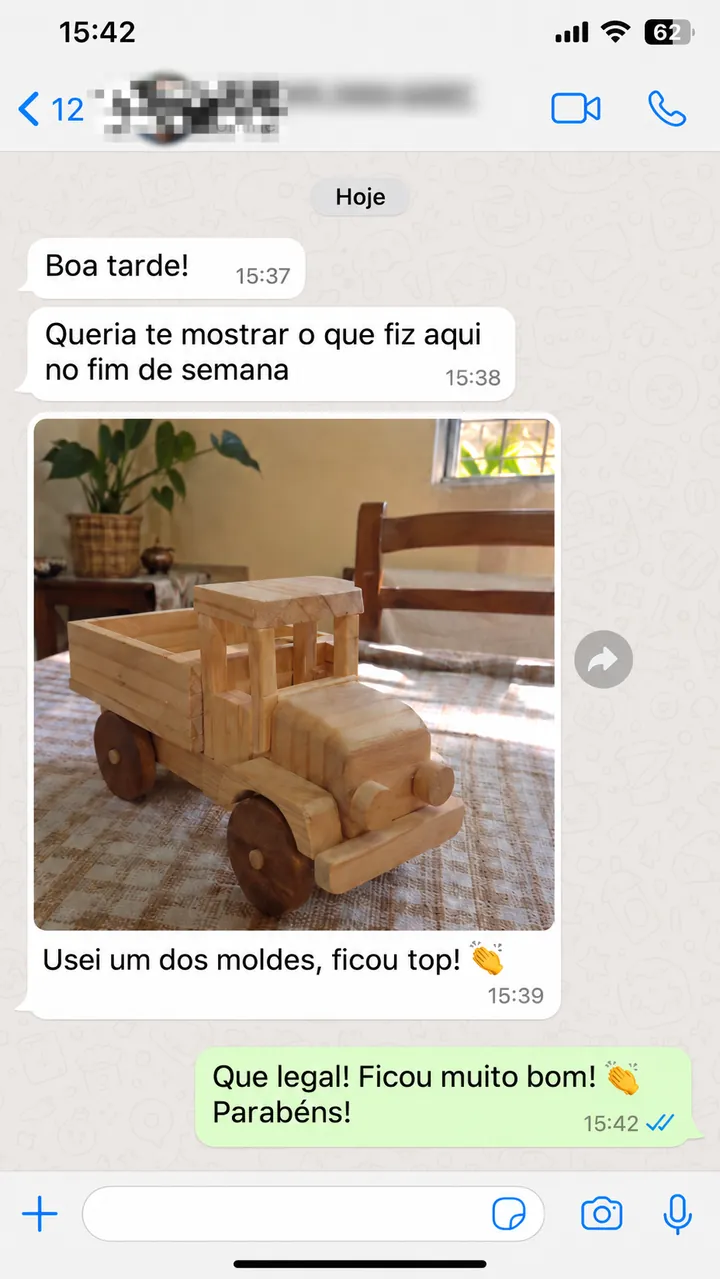 15:42
62
12
Hoje
Boa tarde!
15:37
Queria te mostrar o que fiz aqui
no fim de semana
15:38
Usei um dos moldes, ficou top! 👏
15:39
Que legal! Ficou muito bom! 👏
Parabéns!
15:42